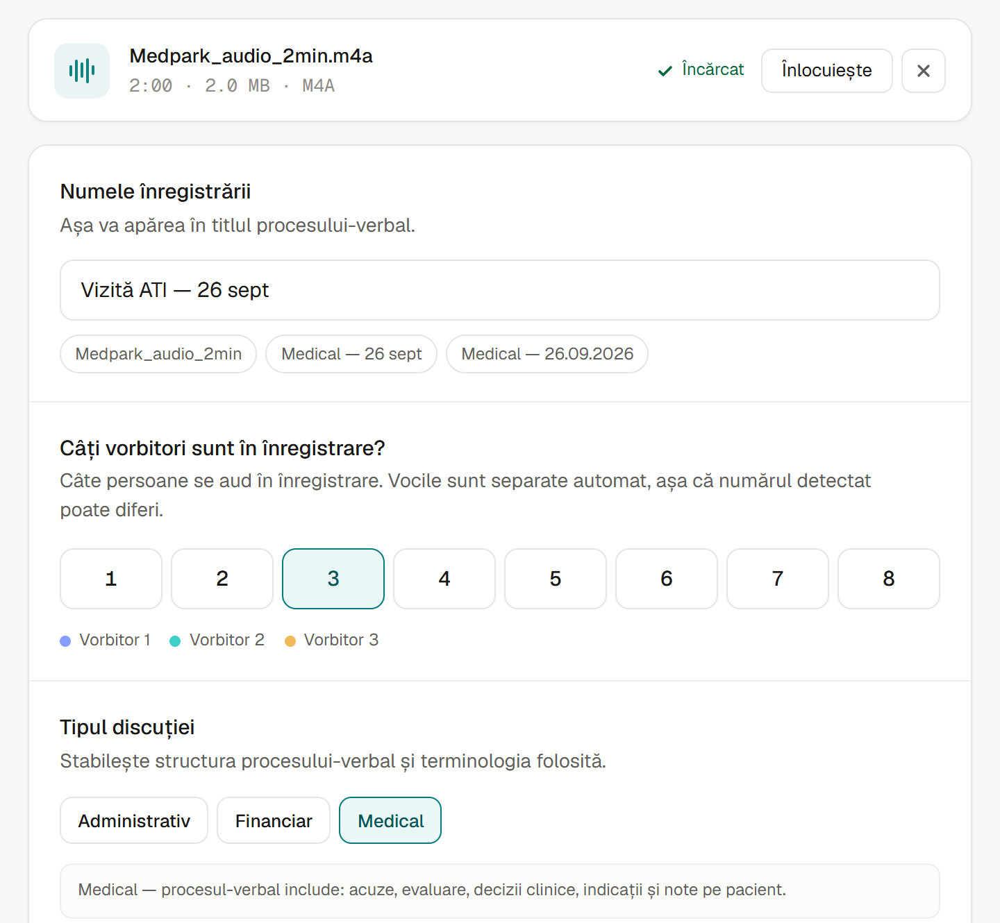 Medpark_audio_2min.m4a
2:00 · 2.0 MB · M4A
Încărcat
Înlocuiește
Numele înregistrării
Așa va apărea în titlul procesului-verbal.
Vizită ATI — 26 sept
Medpark_audio_2min
Medical — 26 sept
Medical — 26.09.2026
Câți vorbitori sunt în înregistrare?
Câte persoane se aud în înregistrare. Vocile sunt separate automat, așa că numărul detectat
poate diferi.
1 2 3 4 5 6 7 8
Vorbitor 1 Vorbitor 2 Vorbitor 3
Tipul discuției
Stabilește structura procesului-verbal și terminologia folosită.
Administrativ Financiar Medical
Medical — procesul-verbal include: acuze, evaluare, decizii clinice, indicații și note pe pacient.